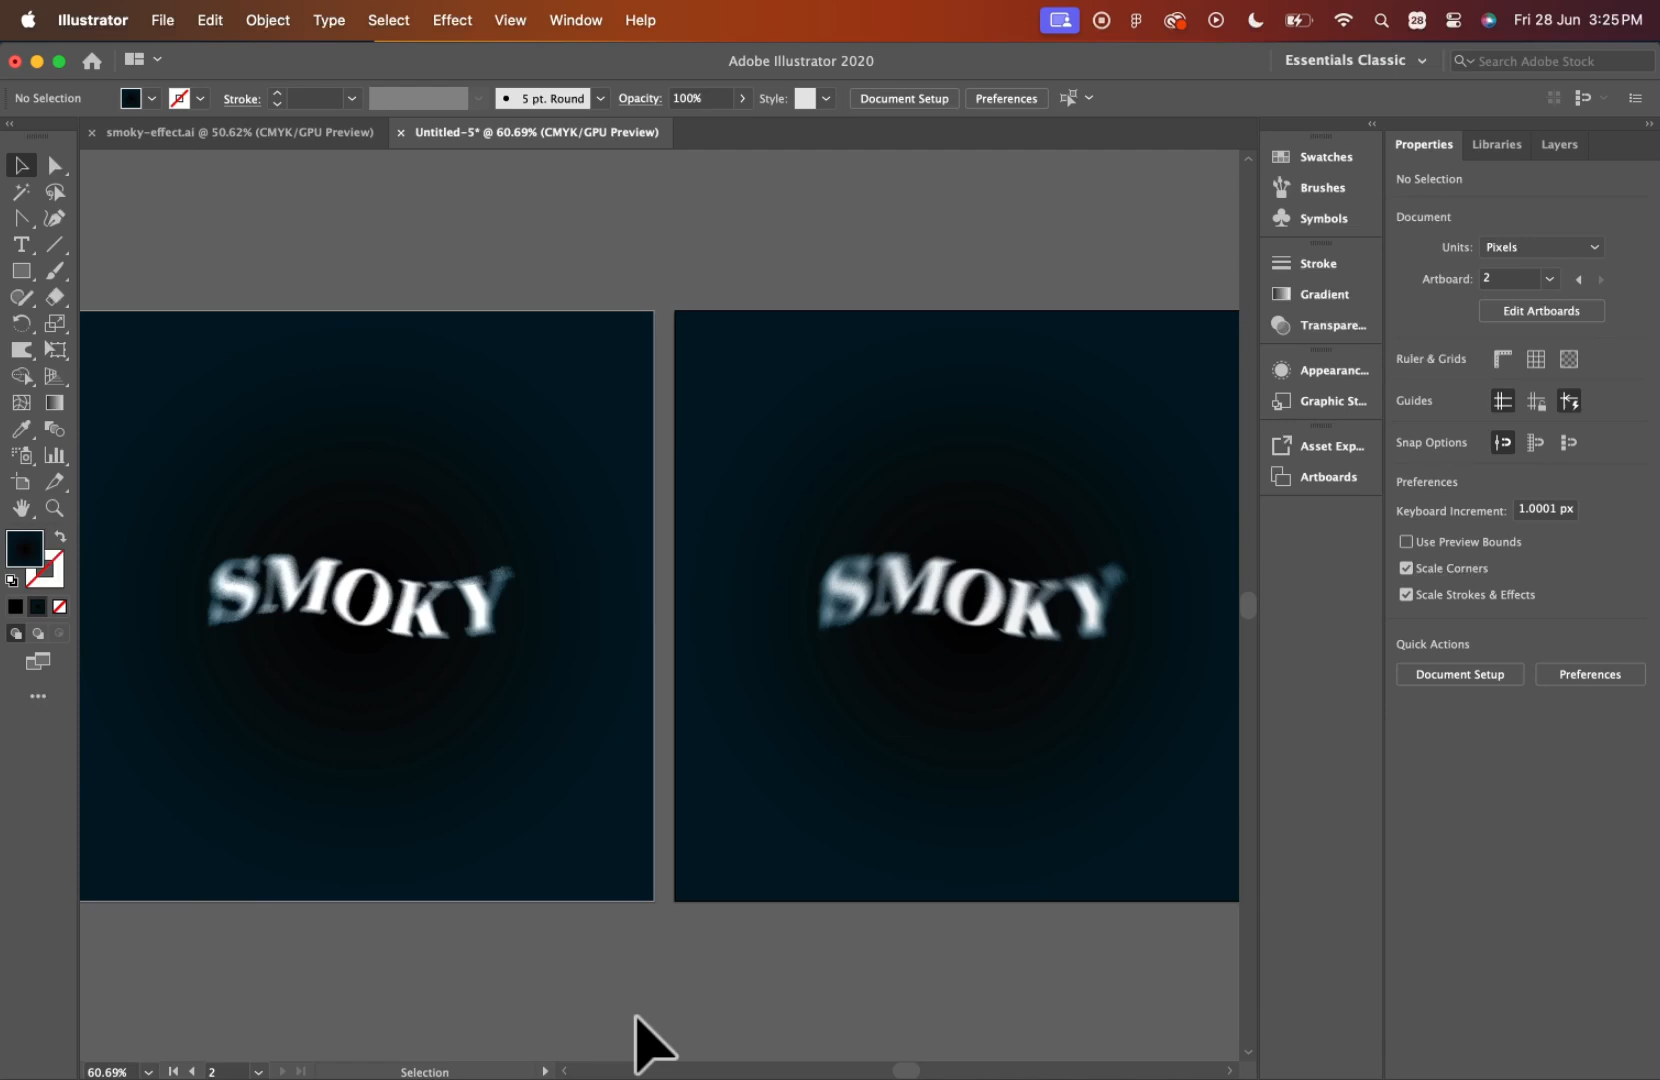 Illustrator File Edit Object Type Select Effect View Window Help 28 Fri 28 Jun 3:25 PM
Adobe Illustrator 2020 Essentials Classic Search Adobe Stock
No Selection Stroke: 5 pt. Round Opacity: 100% Style: Document Setup Preferences
smoky-effect.ai @ 50.62% (CMYK/GPU Preview) Untitled-5* @ 60.69% (CMYK/GPU Preview)
Swatches
Brushes
Symbols
Stroke
Gradient
Transpare...
Appearanc...
Graphic St...
Asset Exp...
Artboards
Properties Libraries Layers
No Selection
Document
Units: Pixels
Artboard: 2
Edit Artboards
Ruler & Grids
Guides
Snap Options
Preferences
Keyboard Increment: 1.0001 px
Use Preview Bounds
Scale Corners
Scale Strokes & Effects
Quick Actions
Document Setup Preferences
SMOKY SMOKY
60.69% 2 Selection